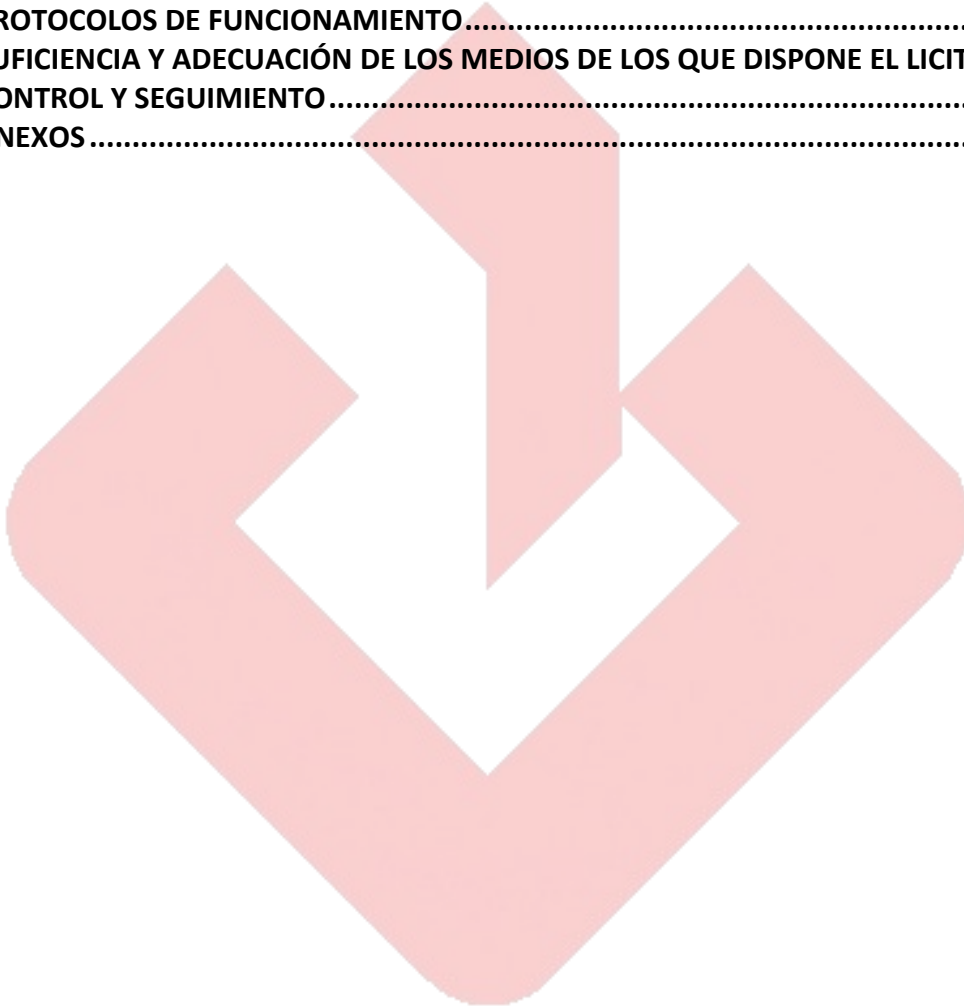 ROTOCOLOS DE FUNCIONAMIENTO..............................................................
UFICIENCIA Y ADECUACIÓN DE LOS MEDIOS DE LOS QUE DISPONE EL LICIT
ONTROL Y SEGUIMIENTO..............................................................................
NEXOS..........................................................................................................